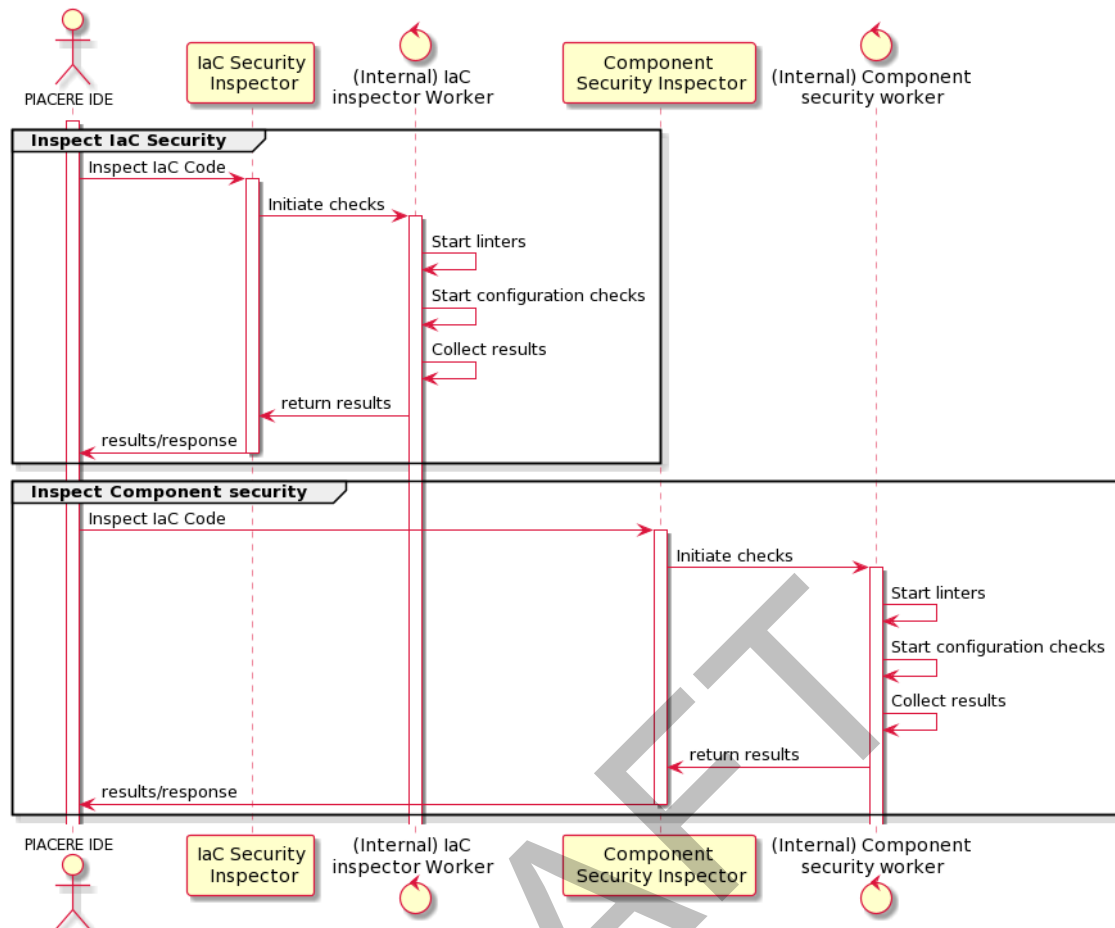 PIACERE IDE
IaC Security
Inspector
(Internal) IaC
inspector Worker
Component
Security Inspector
(Internal) Component
security worker
Inspect IaC Security
Inspect IaC Code
Initiate checks
Start linters
Start configuration checks
Collect results
return results
results/response
Inspect Component security
Inspect IaC Code
Initiate checks
Start linters
Start configuration checks
Collect results
return results
results/response
PIACERE IDE
IaC Security
Inspector
(Internal) IaC
inspector Worker
Component
Security Inspector
(Internal) Component
security worker